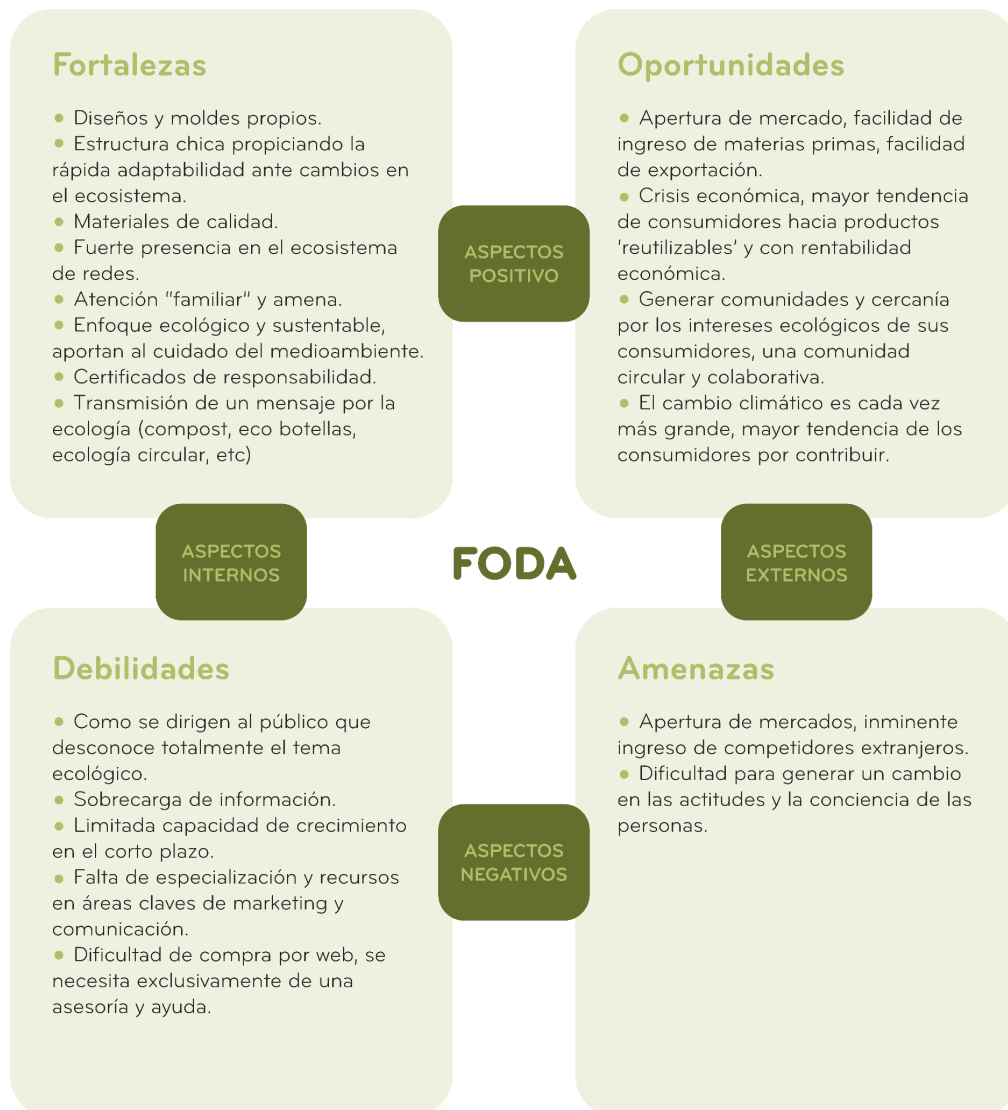 Fortalezas
• Diseños y moldes propios.
• Estructura chica propiciando la
rápida adaptabilidad ante cambios en
el ecosistema.
• Materiales de calidad.
• Fuerte presencia en el ecosistema
de redes.
• Atención "familiar" y amena.
• Enfoque ecológico y sustentable,
aportan al cuidado del medioambiente.
• Certificados de responsabilidad.
• Transmisión de un mensaje por la
ecología (compost, eco botellas,
ecología circular, etc)
Oportunidades
• Apertura de mercado, facilidad de
ingreso de materias primas, facilidad
de exportación.
• Crisis económica, mayor tendencia
de consumidores hacia productos
'reutilizables' y con rentabilidad
económica.
• Generar comunidades y cercanía
por los intereses ecológicos de sus
consumidores, una comunidad
circular y colaborativa.
• El cambio climático es cada vez
más grande, mayor tendencia de los
consumidores por contribuir.
ASPECTOS
POSITIVO
ASPECTOS
INTERNOS
FODA
ASPECTOS
EXTERNOS
Debilidades
• Como se dirigen al público que
desconoce totalmente el tema
ecológico.
• Sobrecarga de información.
• Limitada capacidad de crecimiento
en el corto plazo.
• Falta de especialización y recursos
en áreas claves de marketing y
comunicación.
• Dificultad de compra por web, se
necesita exclusivamente de una
asesoría y ayuda.
Amenazas
• Apertura de mercados, inminente
ingreso de competidores extranjeros.
• Dificultad para generar un cambio
en las actitudes y la conciencia de las
personas.
ASPECTOS
NEGATIVOS